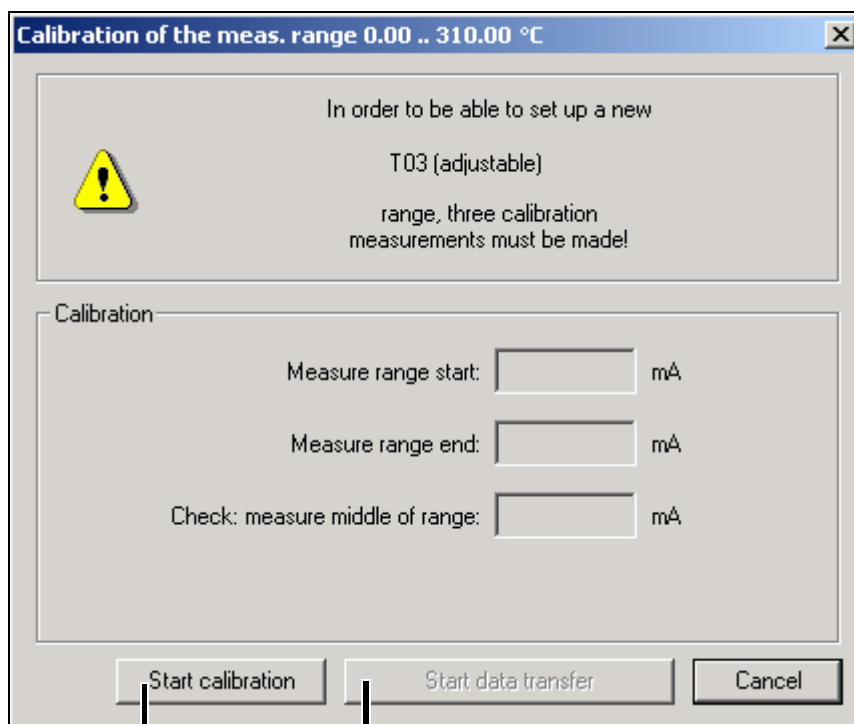 Calibration of the meas. range 0.00 .. 310.00 °C
In order to be able to set up a new
T03 (adjustable)
range, three calibration
measurements must be made!
Calibration
Measure range start: mA
Measure range end: mA
Check: measure middle of range: mA
Start calibration Start data transfer Cancel